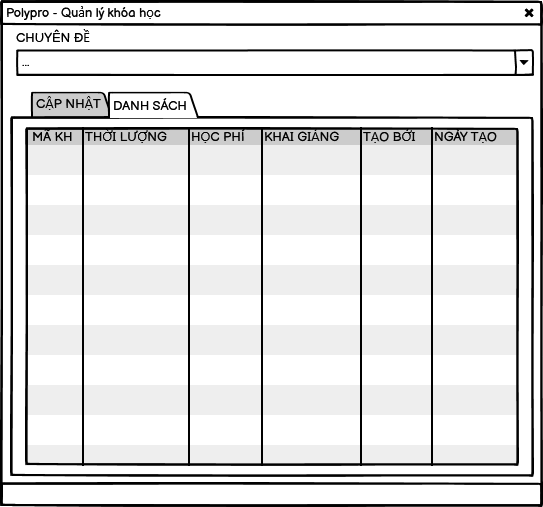 Polypro - Quản lý khóa học
CHUYÊN ĐỀ
...
CẬP NHẬT DANH SÁCH
MÃ KH THỜI LƯỢNG HỌC PHÍ KHAI GIẢNG TẠO BỞI NGÀY TẠO